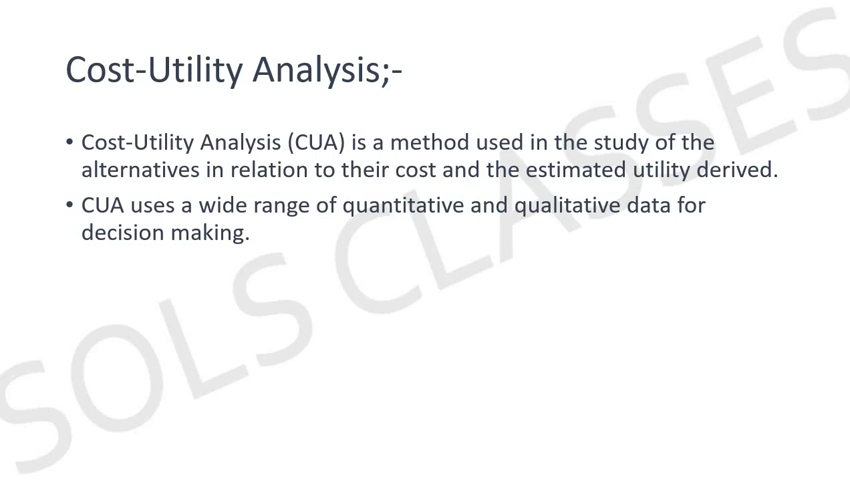 Cost-Utility Analysis;-
• Cost-Utility Analysis (CUA) is a method used in the study of the
alternatives in relation to their cost and the estimated utility derived.
• CUA uses a wide range of quantitative and qualitative data for
decision making.
SOLS CLASSES